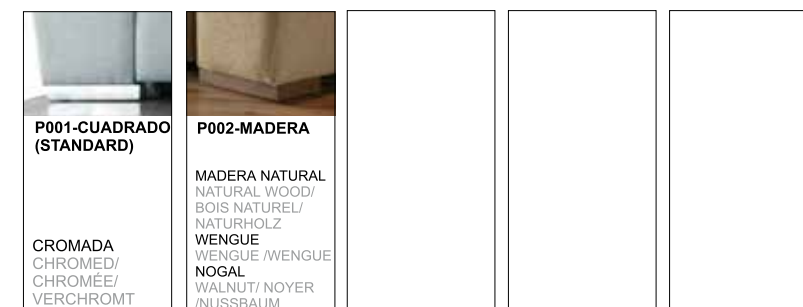 P001-CUADRADO
(STANDARD)
CROMADA
CHROMED/
CHROMÉE/
VERCHROMT
P002-MADERA
MADERA NATURAL
NATURAL WOOD/
BOIS NATUREL/
NATURHOLZ
WENGUE
WENGUE /WENGUE
NOGAL
WALNUT/ NOYER
/NUSSBAUM